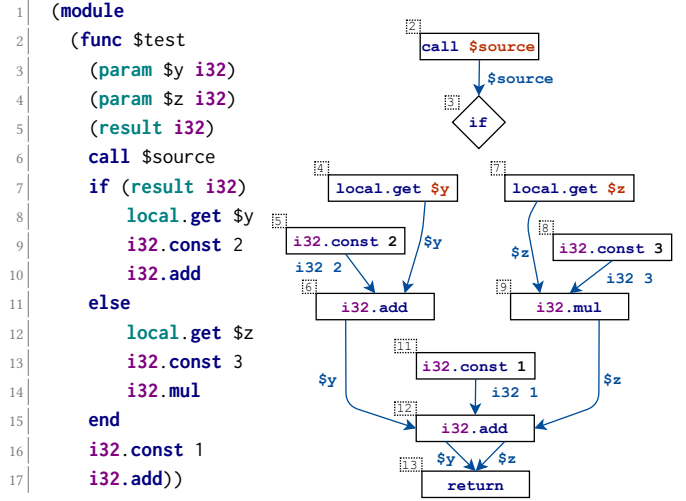 1 (module
2 (func $test
3 (param $y i32)
4 (param $z i32)
5 (result i32)
6 call $source
7 if (result i32)
8 local.get $y
9 i32.const 2
10 i32.add
11 else
12 local.get $z
13 i32.const 3
14 i32.mul
15 end
16 i32.const 1
17 i32.add))
2
call $source
$source
3
if
4
local.get $y
7
local.get $z
5
i32.const 2
$y
8
i32.const 3
$z
i32 2
i32 3
6
i32.add
9
i32.mul
11
i32.const 1
$y
i32 1
$z
12
i32.add
$y
$z
13
return